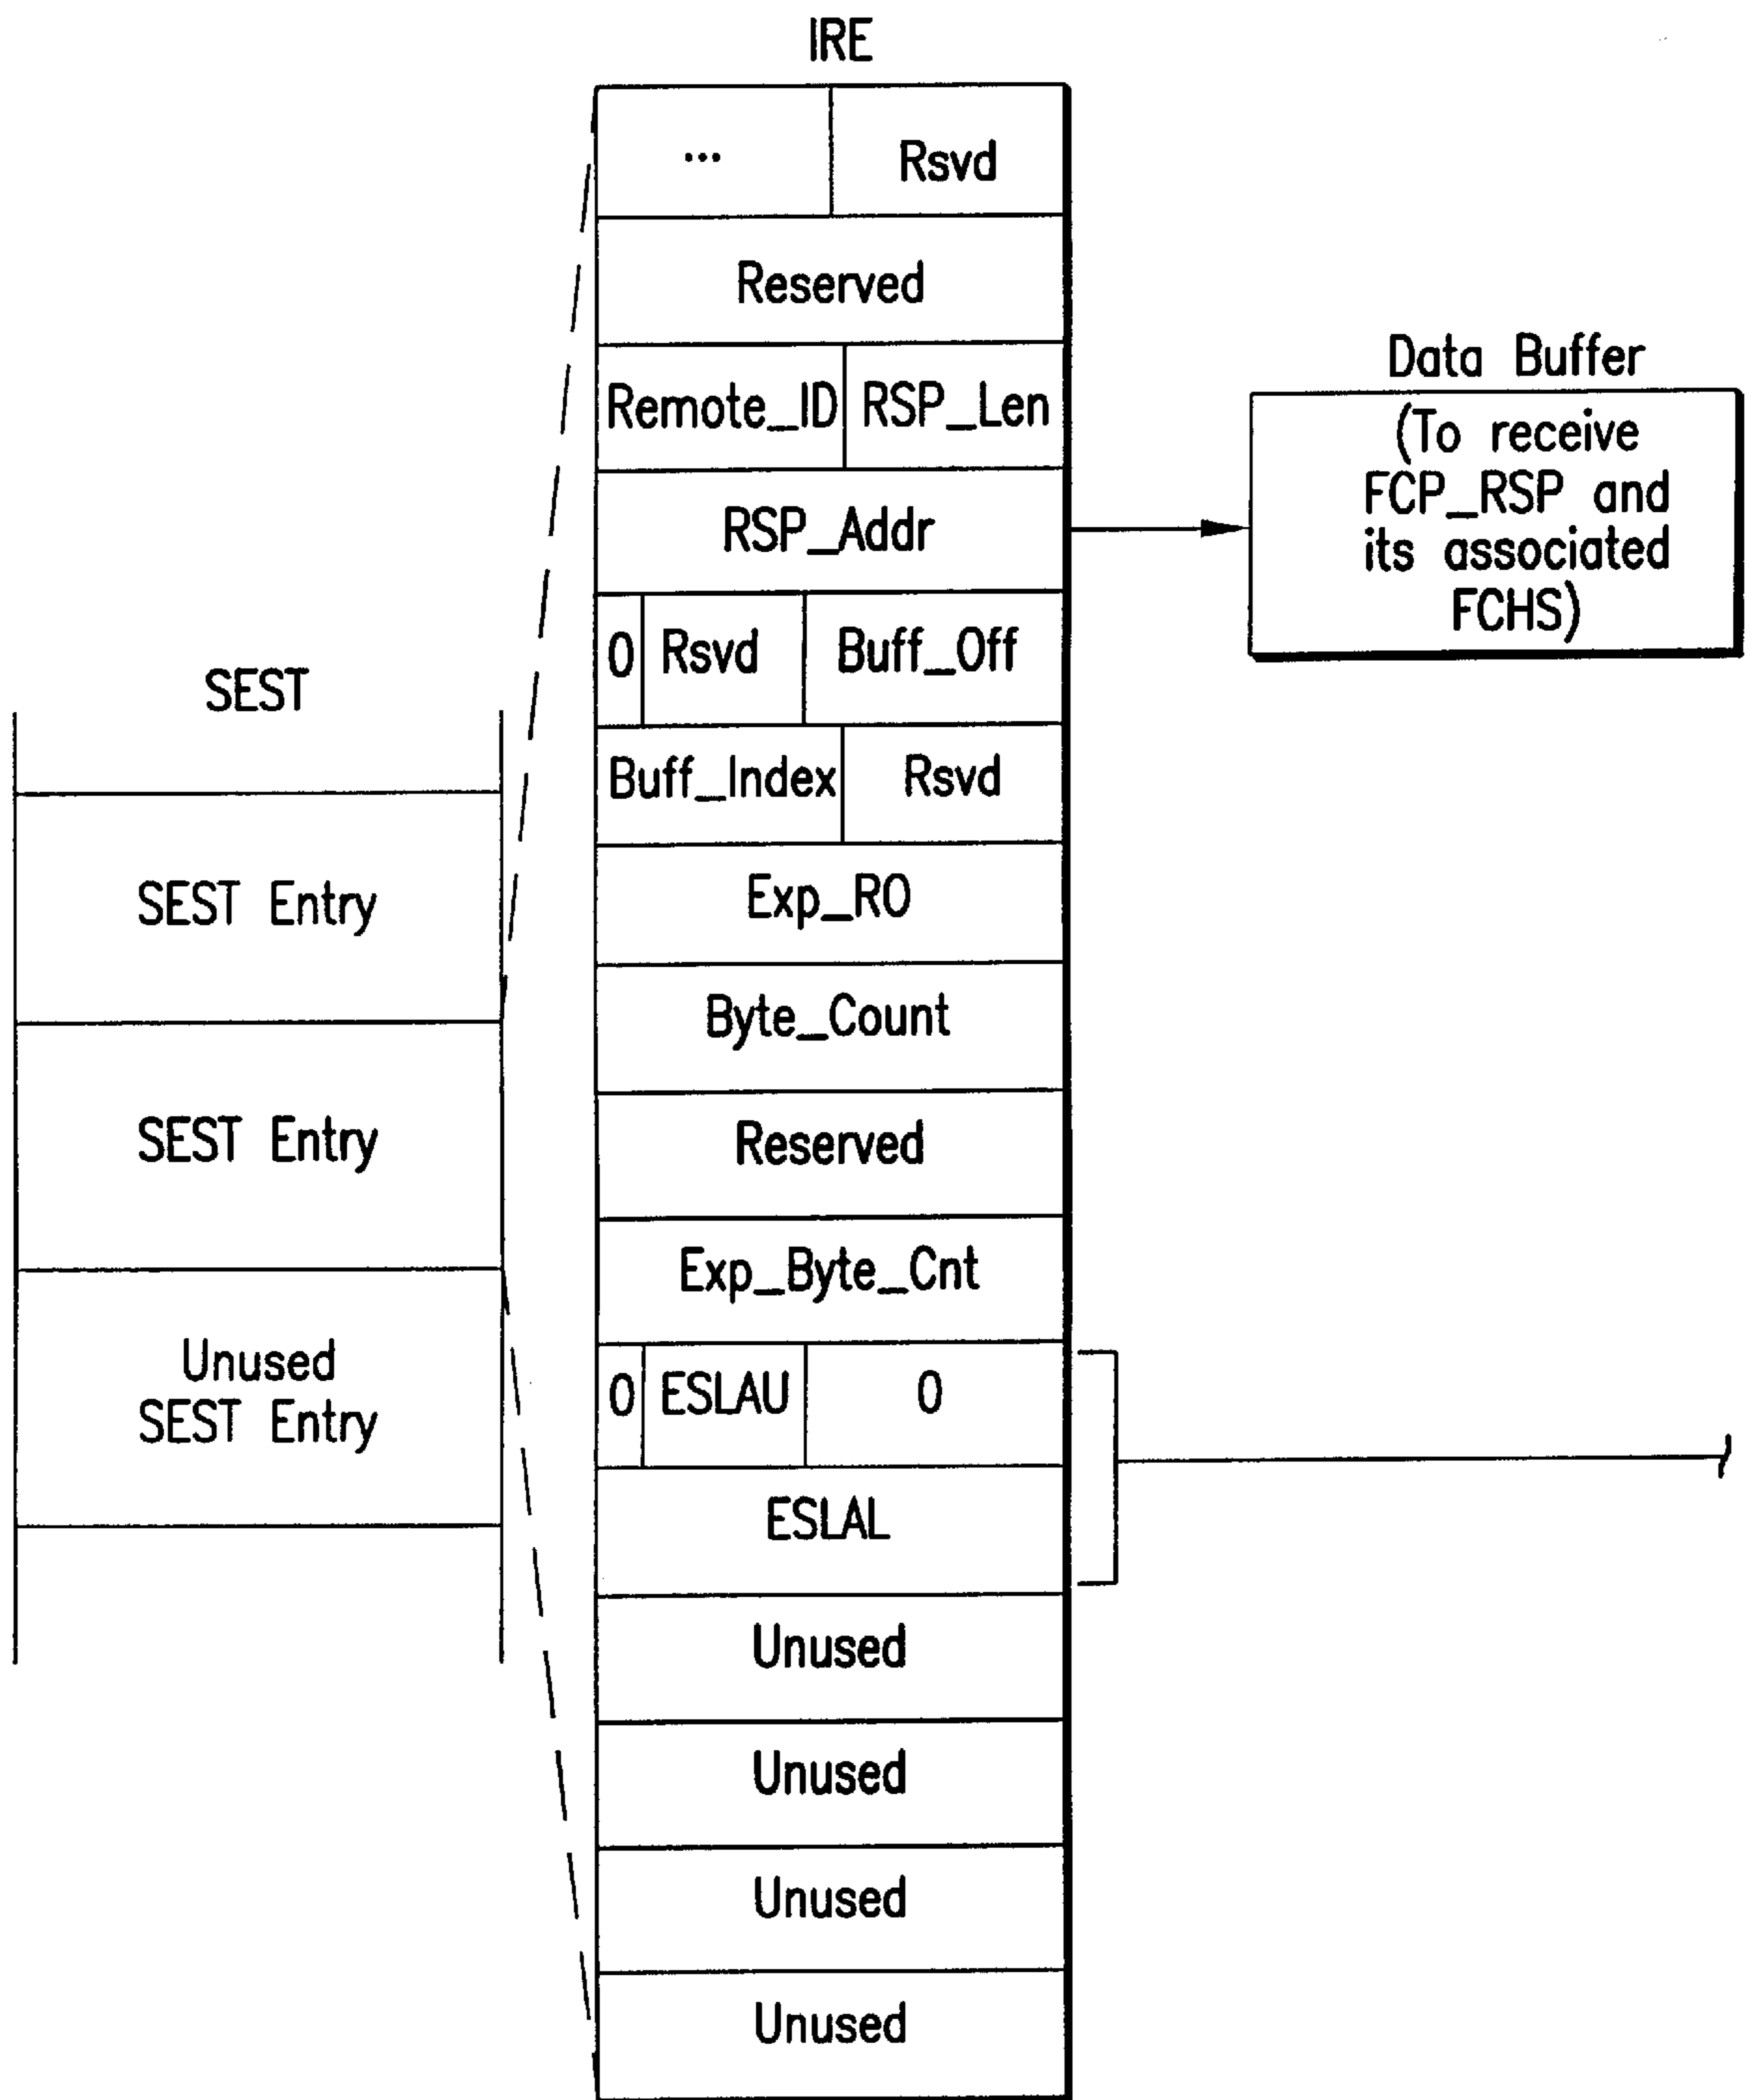 IRE
... Rsvd
Reserved
Remote_ID RSP_Len
RSP_Addr
0 Rsvd Buff_Off
Buff_Index Rsvd
Exp_RO
Byte_Count
Reserved
Exp_Byte_Cnt
0 ESLAU 0
ESLAL
Unused
Unused
Unused
Unused
Data Buffer
(To receive
FCP_RSP and
its associated
FCHS)
SEST
SEST Entry
SEST Entry
Unused
SEST Entry